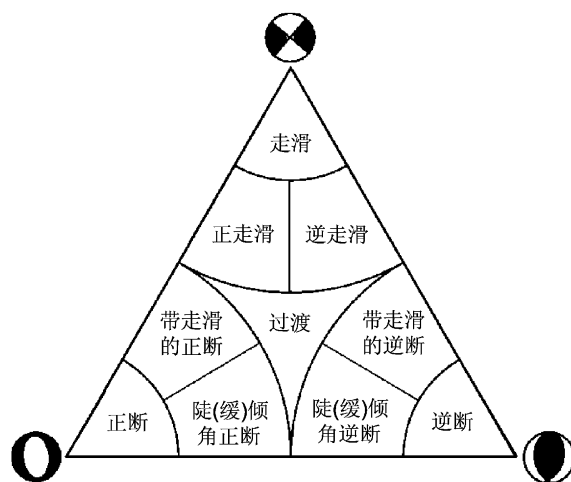 走滑
正走滑
逆走滑
过渡
带走滑
的正断
带走滑
的逆断
正断
陡(缓)倾
角正断
陡(缓)倾
角逆断
逆断